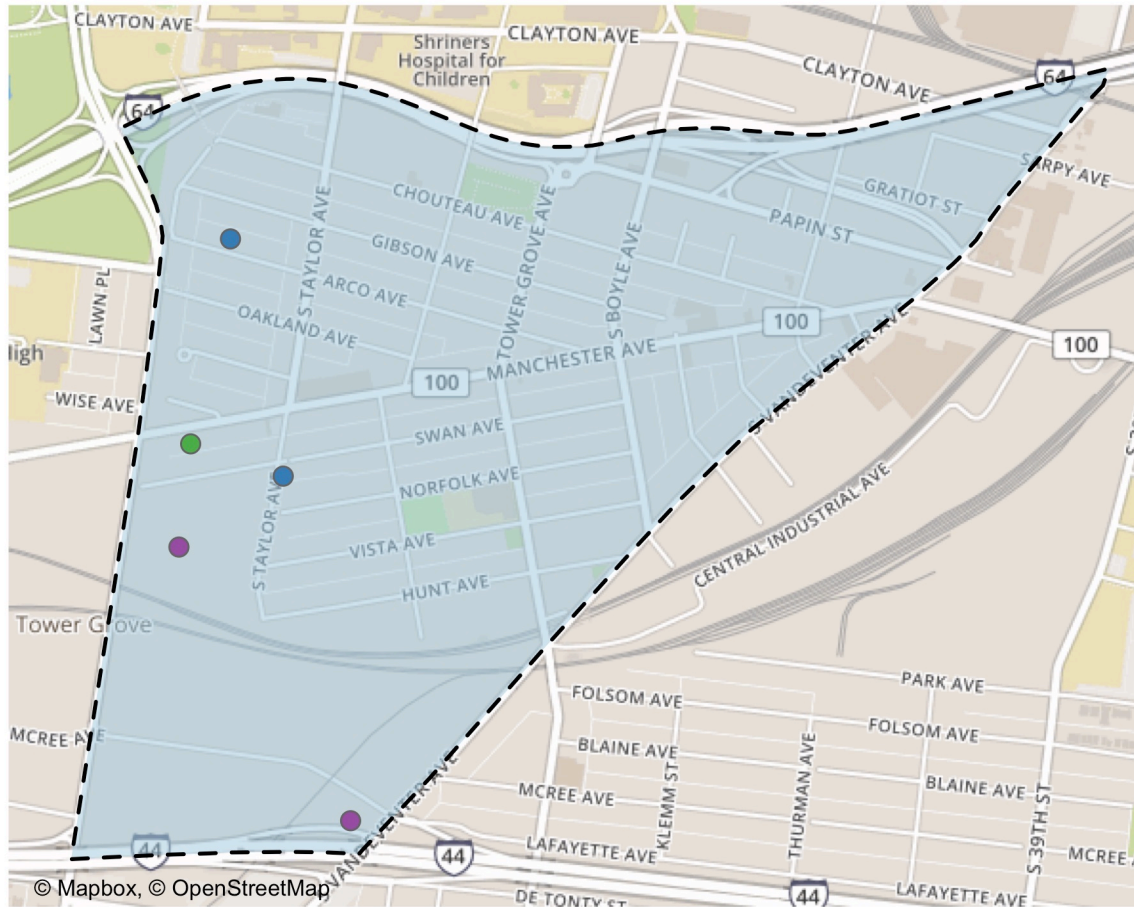 CLAYTON AVE
CLAYTON AVE
Shriners
Hospital for
Children
CLAYTON AVE
64
64
SARPY AVE
GRATIOT ST
CHOUTEAU AVE
PAPIN ST
S TAYLOR AVE
GIBSON AVE
TOWER GROVE AVE
S BOYLE AVE
LAWN PL
ARCO AVE
OAKLAND AVE
100
MANCHESTER AVE
100
100
High
S VANDEVENTER AVE
WISE AVE
SWAN AVE
NORFOLK AVE
S TAYLOR AVE
VISTA AVE
CENTRAL INDUSTRIAL AVE
HUNT AVE
Tower Grove
PARK AVE
FOLSOM AVE
FOLSOM AVE
MCREE AVE
BLAINE AVE
BLAINE AVE
KLEMM ST
THURMAN AVE
MCREE AVE
S 39TH ST
S VANDEVENTER AVE
44
44
LAFAYETTE AVE
MCREE
44
LAFAYETTE AVE
DE TONTY ST
© Mapbox, © OpenStreetMap